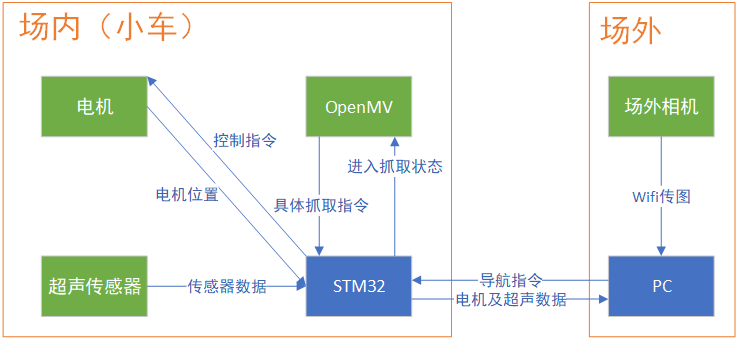 场内（小车）
场外
电机
OpenMV
场外相机
控制指令
进入抓取状态
电机位置
具体抓取指令
Wifi传图
超声传感器
传感器数据
STM32
导航指令
电机及超声数据
PC